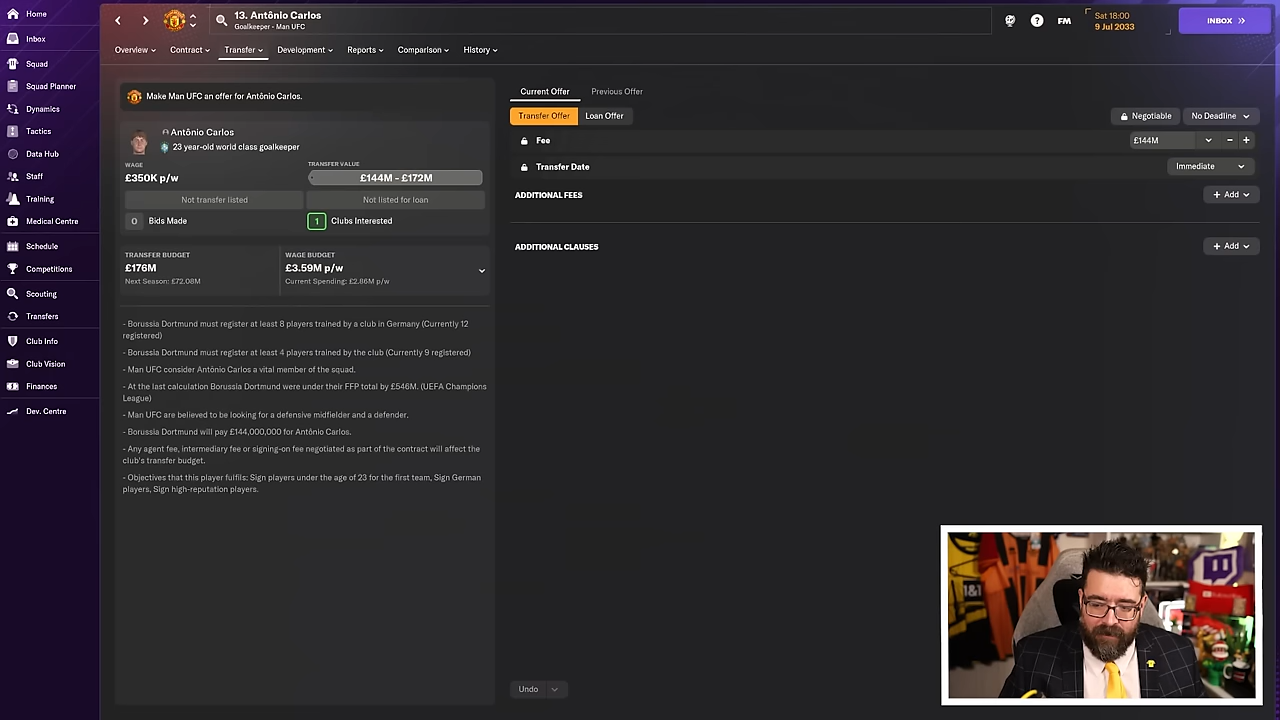 Home
Inbox
Squad
Squad Planner
Dynamics
Tactics
Data Hub
Staff
Training
Medical Centre
Schedule
Competitions
Scouting
Transfers
Club Info
Club Vision
Finances
Dev. Centre
13. Antônio Carlos
Goalkeeper - Man UFC
FM
Sat 18:00
9 Jul 2033
INBOX
Overview
Contract
Transfer
Development
Reports
Comparison
History
Make Man UFC an offer for Antônio Carlos.
Antônio Carlos
23 year-old world class goalkeeper
WAGE
£350K p/w
TRANSFER VALUE
£144M - £172M
Not transfer listed
Not listed for loan
0 Bids Made
1 Clubs Interested
TRANSFER BUDGET
£176M
Next Season: £72.08M
WAGE BUDGET
£3.59M p/w
Current Spending: £2.86M p/w
- Borussia Dortmund must register at least 8 players trained by a club in Germany (Currently 12
registered)
- Borussia Dortmund must register at least 4 players trained by the club (Currently 9 registered)
- Man UFC consider Antônio Carlos a vital member of the squad.
- At the last calculation Borussia Dortmund were under their FFP total by £546M. (UEFA Champions
League)
- Man UFC are believed to be looking for a defensive midfielder and a defender.
- Borussia Dortmund will pay £144,000,000 for Antônio Carlos.
- Any agent fee, intermediary fee or signing-on fee negotiated as part of the contract will affect the
club's transfer budget.
- Objectives that this player fulfils: Sign players under the age of 23 for the first team, Sign German
players, Sign high-reputation players.
Current Offer
Previous Offer
Transfer Offer
Loan Offer
Negotiable
No Deadline
Fee
£144M
Transfer Date
Immediate
ADDITIONAL FEES
+ Add
ADDITIONAL CLAUSES
+ Add
Undo
1&1